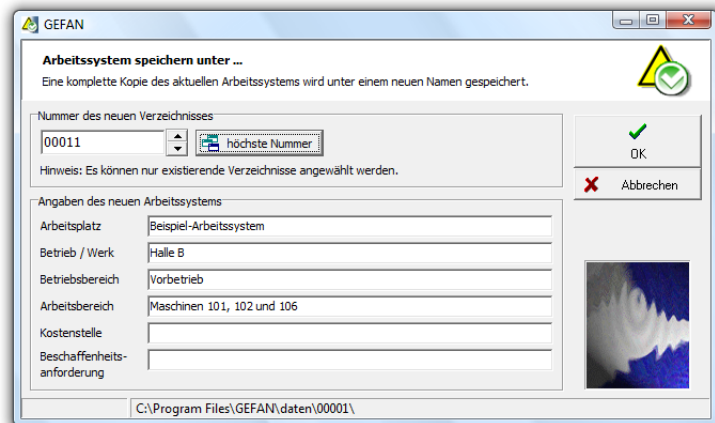 GEFAN
Arbeitssystem speichern unter ...
Eine komplette Kopie des aktuellen Arbeitssystems wird unter einem neuen Namen gespeichert.
Nummer des neuen Verzeichnisses
00011
höchste Nummer
Hinweis: Es können nur existierende Verzeichnisse angewählt werden.
OK
Abbrechen
Angaben des neuen Arbeitssystems
Arbeitsplatz Beispiel-Arbeitssystem
Betrieb / Werk Halle B
Betriebsbereich Vorbetrieb
Arbeitsbereich Maschinen 101, 102 und 106
Kostenstelle
Beschaffenheits-
anforderung
C:\Program Files\GEFAN\daten\00001\